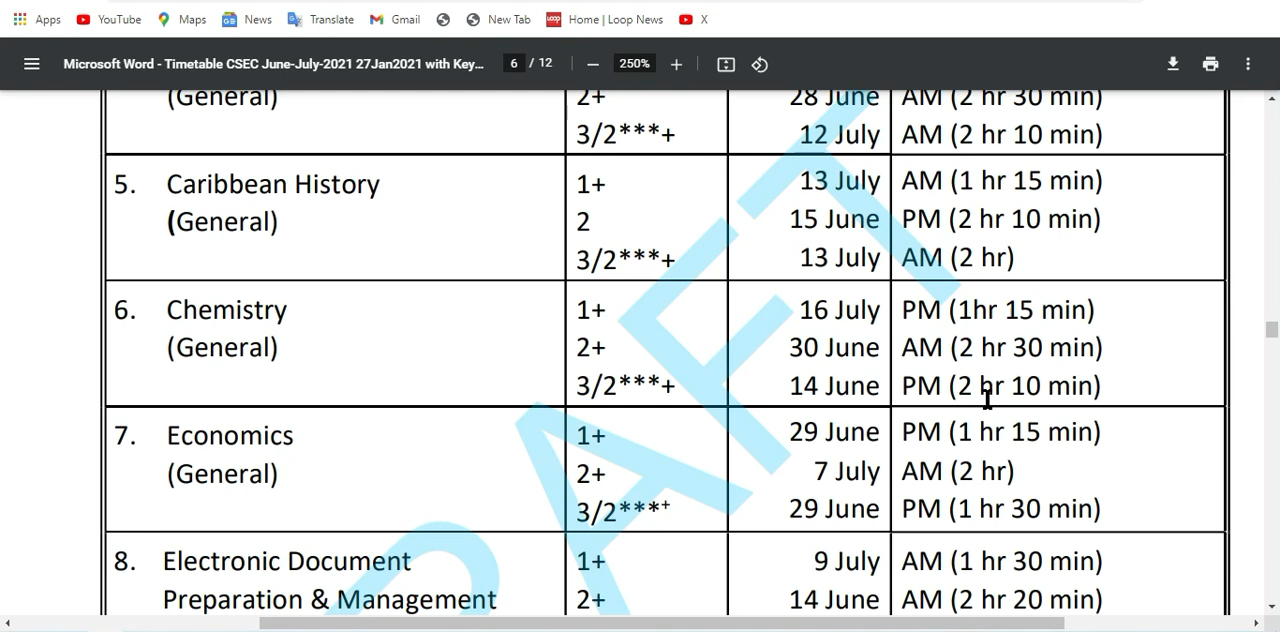 Apps YouTube Maps News Translate Gmail New Tab Home | Loop News X
Microsoft Word - Timetable CSEC June-July-2021 27Jan2021 with Key... 6 / 12 250%
(General) 2+ 28 June AM (2 hr 30 min)
3/2***+ 12 July AM (2 hr 10 min)
5. Caribbean History 1+ 13 July AM (1 hr 15 min)
(General) 2 15 June PM (2 hr 10 min)
3/2***+ 13 July AM (2 hr)
6. Chemistry 1+ 16 July PM (1hr 15 min)
(General) 2+ 30 June AM (2 hr 30 min)
3/2***+ 14 June PM (2 hr 10 min)
7. Economics 1+ 29 June PM (1 hr 15 min)
(General) 2+ 7 July AM (2 hr)
3/2***+ 29 June PM (1 hr 30 min)
8. Electronic Document 1+ 9 July AM (1 hr 30 min)
Preparation & Management 2+ 14 June AM (2 hr 20 min)
DRAFT